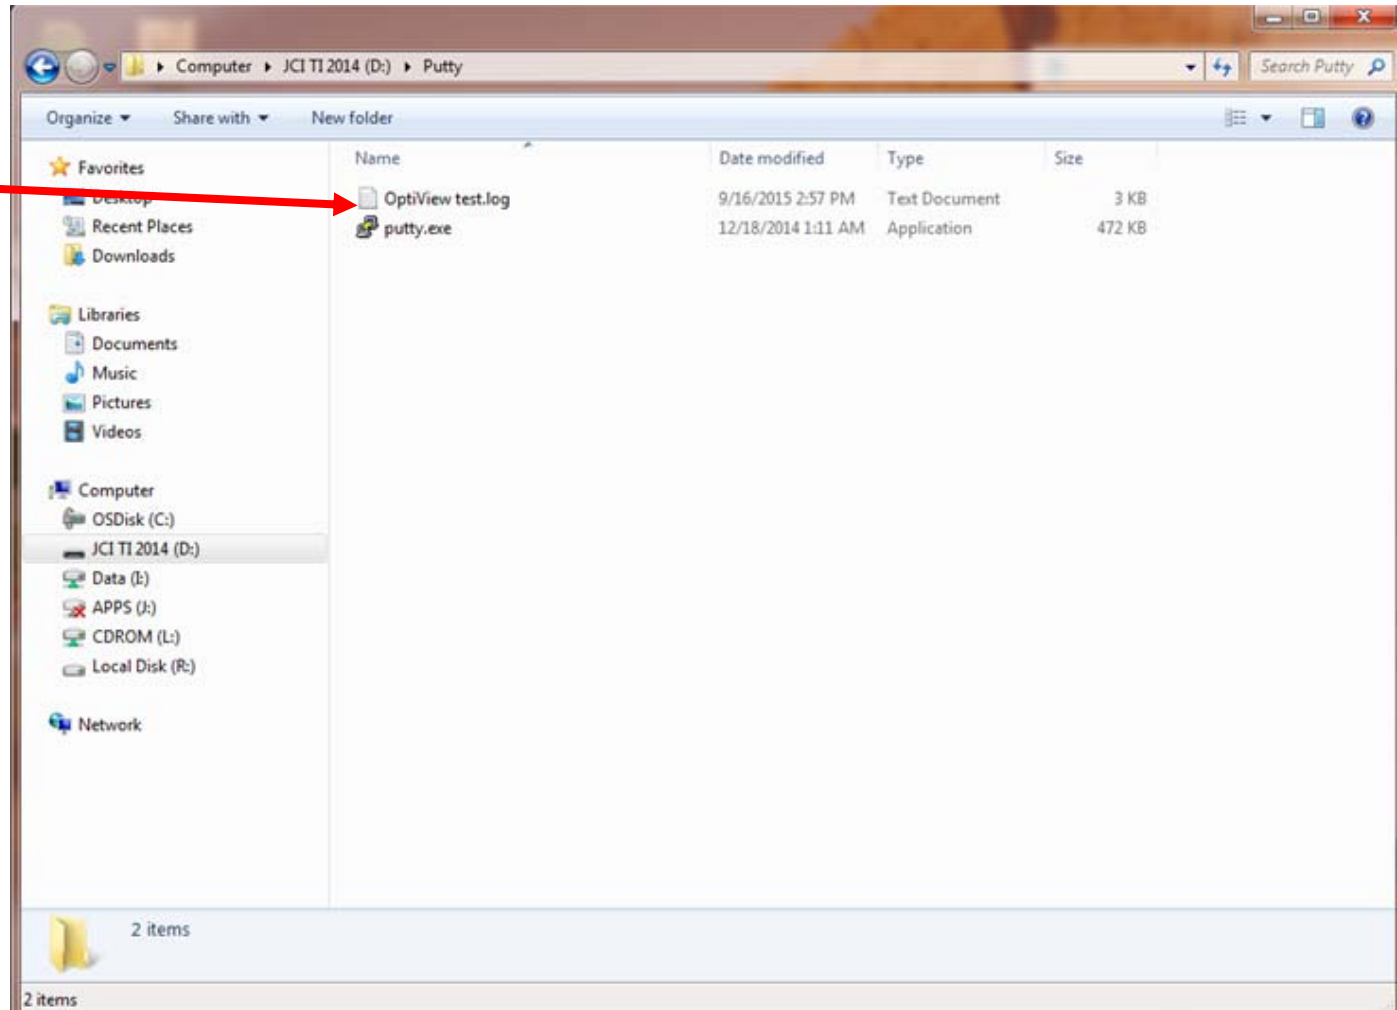 Computer ▸ JCI TI 2014 (D:) ▸ Putty
Search Putty
Organize Share with New folder
Name Date modified Type Size
Favorites
Desktop
Recent Places
Downloads
Libraries
Documents
Music
Pictures
Videos
Computer
OSDisk (C:)
JCI TI 2014 (D:)
Data (I:)
APPS (J:)
CDROM (L:)
Local Disk (R:)
Network
OptiView test.log 9/16/2015 2:57 PM Text Document 3 KB
putty.exe 12/18/2014 1:11 AM Application 472 KB
2 items
2 items